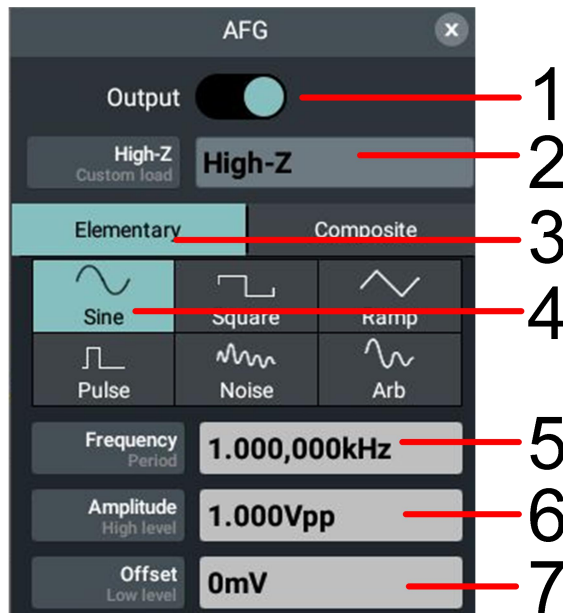 AFG
Output
1
High-Z
Custom load
High-Z
2
Elementary
Composite
3
Sine
Square
Ramp
4
Pulse
Noise
Arb
Frequency
Period
1.000,000kHz
5
Amplitude
High level
1.000Vpp
6
Offset
Low level
0mV
7